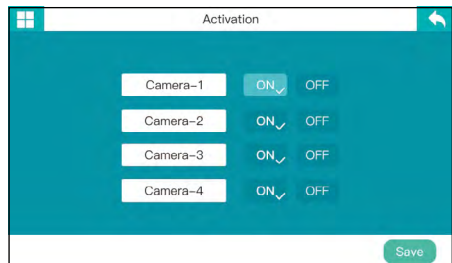 Activation
Camera-1 ON OFF
Camera-2 ON OFF
Camera-3 ON OFF
Camera-4 ON OFF
Save